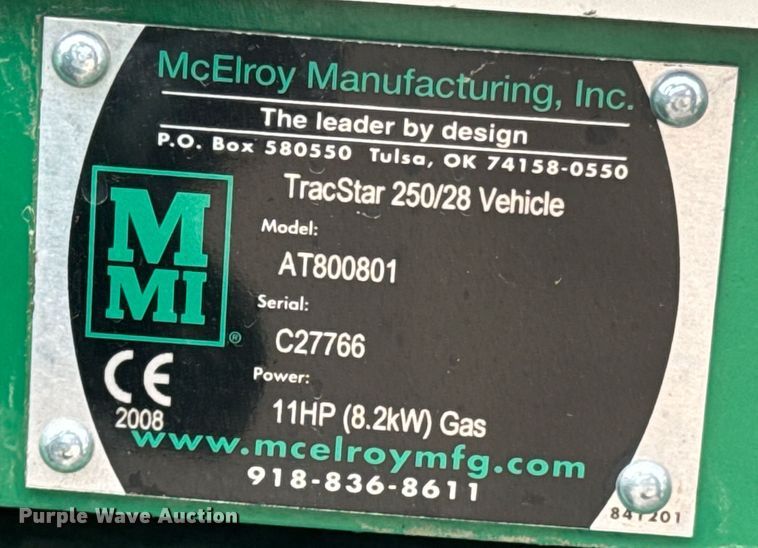 McElroy Manufacturing, Inc.
The leader by design
P.O. Box 580550 Tulsa, OK 74158-0550
TracStar 250/28 Vehicle
Model:
AT800801
Serial:
C27766
Power:
11HP (8.2kW) Gas
M
MI
®
CE
2008
www.mcelroymfg.com
918-836-8611
841201
Purple Wave Auction